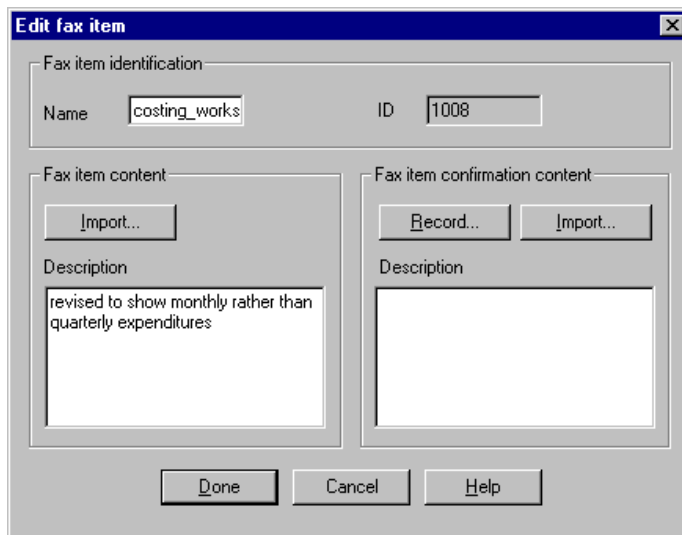 Edit fax item
Fax item identification
Name costing_works ID 1008
Fax item content
Import...
Description
revised to show monthly rather than
quarterly expenditures
Fax item confirmation content
Record... Import...
Description
Done Cancel Help